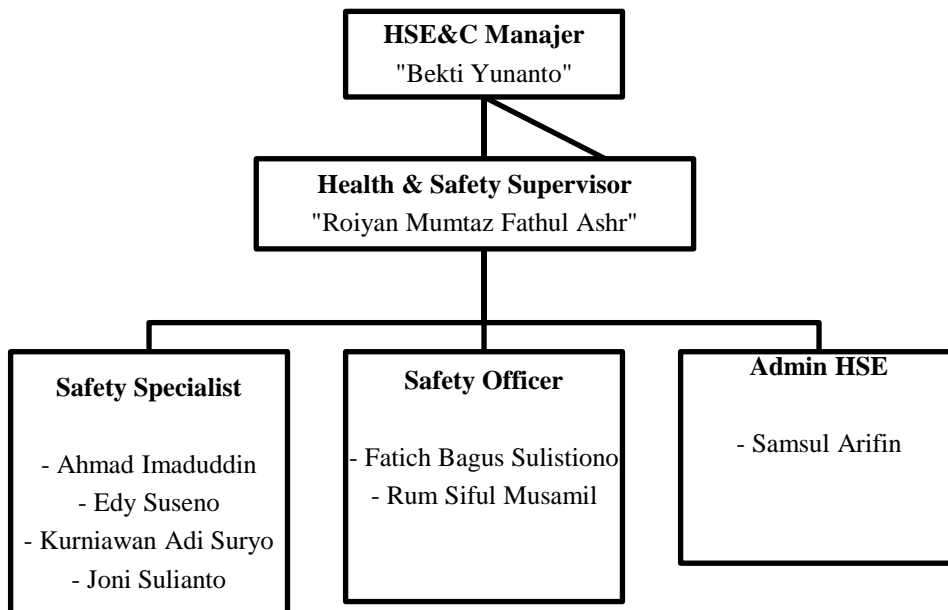 HSE&C Manajer
"Bekti Yunanto"
Health & Safety Supervisor
"Roiyan Mumtaz Fathul Ashr"
Safety Specialist
- Ahmad Imaduddin
- Edy Suseno
- Kurniawan Adi Suryo
- Joni Sulianto
Safety Officer
- Fatich Bagus Sulistiono
- Rum Siful Musamil
Admin HSE
- Samsul Arifin